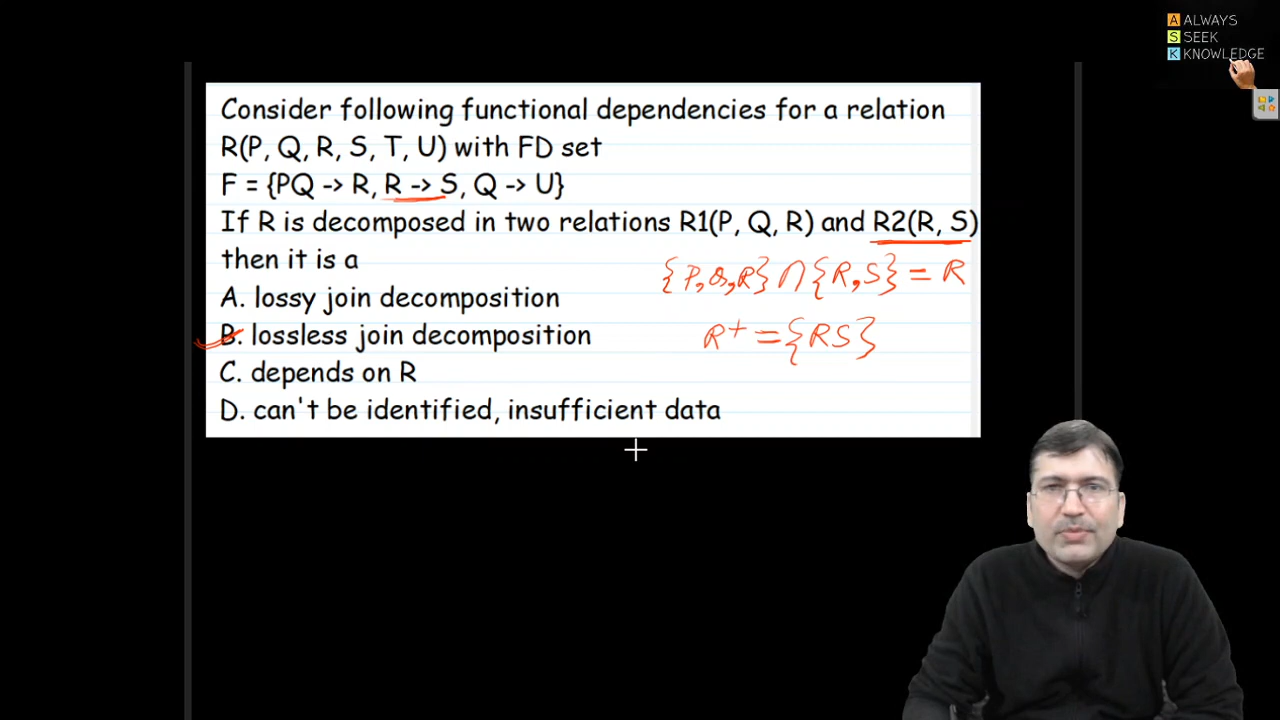 A ALWAYS
S SEEK
K KNOWLEDGE
Consider following functional dependencies for a relation
R(P, Q, R, S, T, U) with FD set
F = {PQ -> R, R -> S, Q -> U}
If R is decomposed in two relations R1(P, Q, R) and R2(R, S)
then it is a
{P,Q,R} ∩ {R,S} = R
A. lossy join decomposition
B. lossless join decomposition
R+ = {RS}
C. depends on R
D. can't be identified, insufficient data